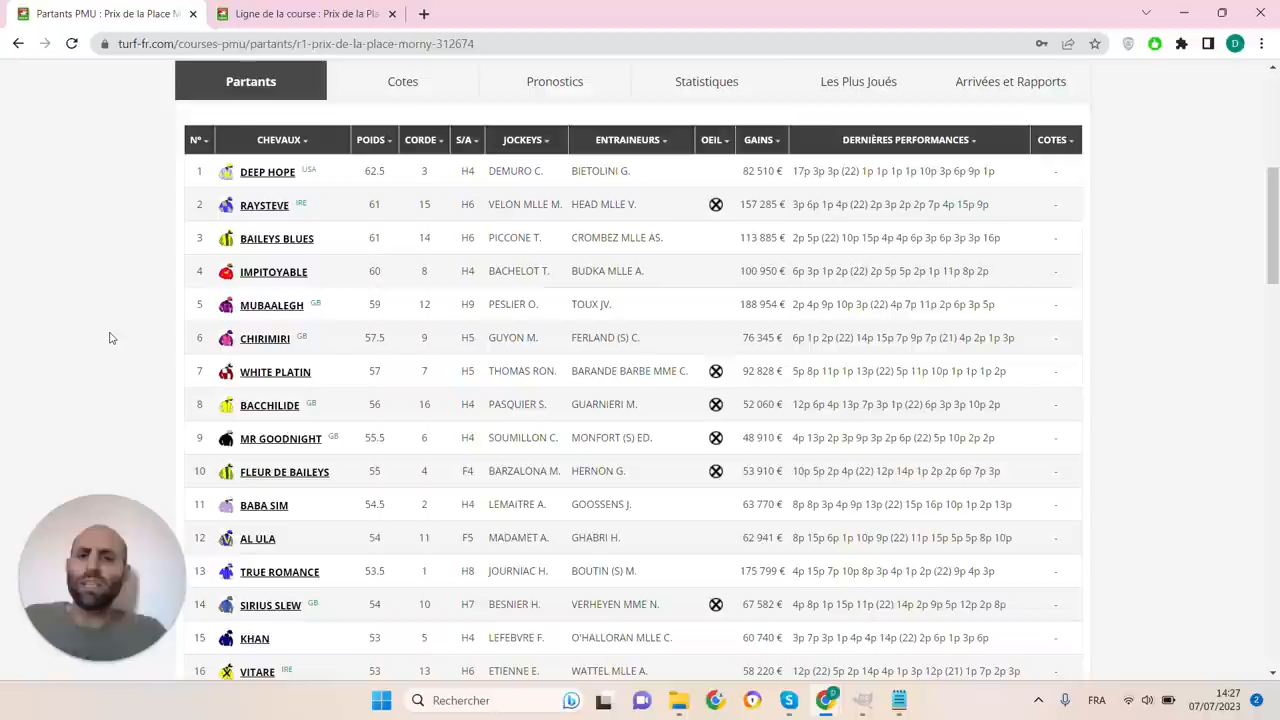 Partants PMU : Prix de la Place M
Ligne de la course : Prix de la Pla
turf-fr.com/courses-pmu/partants/r1-prix-de-la-place-morny-312674
D
Partants Cotes Pronostics Statistiques Les Plus Joués Arrivées et Rapports
N° CHEVAUX POIDS CORDE S/A JOCKEYS ENTRAINEURS OEIL GAINS DERNIÈRES PERFORMANCES COTES
1 DEEP HOPE USA 62.5 3 H4 DEMURO C. BIETOLINI G. 82 510 € 17p 3p 3p (22) 1p 1p 1p 1p 10p 3p 6p 9p 1p -
2 RAYSTEVE IRE 61 15 H6 VELON MLLE M. HEAD MLLE V. 157 285 € 3p 6p 1p 4p (22) 2p 3p 2p 2p 7p 4p 15p 9p -
3 BAILEYS BLUES 61 14 H6 PICCONE T. CROMBEZ MLLE AS. 113 885 € 2p 5p (22) 10p 15p 4p 4p 6p 3p 6p 3p 3p 16p -
4 IMPITOYABLE 60 8 H4 BACHELOT T. BUDKA MLLE A. 100 950 € 6p 3p 1p 2p (22) 2p 5p 5p 2p 1p 11p 8p 2p -
5 MUBAALEGH GB 59 12 H9 PESLIER O. TOUX JV. 188 954 € 2p 4p 9p 10p 3p (22) 4p 7p 11p 2p 6p 3p 5p -
6 CHIRIMIRI GB 57.5 9 H5 GUYON M. FERLAND (S) C. 76 345 € 6p 1p 2p (22) 14p 15p 7p 9p 7p (21) 4p 2p 1p 3p -
7 WHITE PLATIN 57 7 H5 THOMAS RON. BARANDE BARBE MME C. 92 828 € 5p 8p 11p 1p 13p (22) 5p 11p 10p 1p 1p 1p 2p -
8 BACCHILIDE GB 56 16 H4 PASQUIER S. GUARNIERI M. 52 060 € 12p 6p 4p 13p 7p 3p 1p (22) 6p 3p 3p 10p 2p -
9 MR GOODNIGHT GB 55.5 6 H4 SOUMILLON C. MONFORT (S) ED. 48 910 € 4p 13p 2p 3p 9p 3p 2p 6p (22) 5p 10p 2p 2p -
10 FLEUR DE BAILEYS 55 4 F4 BARZALONA M. HERNON G. 53 910 € 10p 5p 2p 4p (22) 12p 14p 1p 2p 2p 6p 7p 3p -
11 BABA SIM 54.5 2 H4 LEMAITRE A. GOOSSENS J. 63 770 € 8p 8p 3p 4p 9p 13p (22) 15p 16p 10p 1p 2p 13p -
12 AL ULA 54 11 F5 MADAMET A. GHABRI H. 62 941 € 8p 15p 6p 1p 10p 9p (22) 11p 15p 5p 5p 8p 10p -
13 TRUE ROMANCE 53.5 1 H8 JOURNIAC H. BOUTIN (S) M. 175 799 € 4p 15p 7p 10p 8p 3p 4p 1p 2p (22) 9p 4p 3p -
14 SIRIUS SLEW GB 54 10 H7 BESNIER H. VERHEYEN MME N. 67 582 € 4p 8p 1p 15p 11p (22) 14p 2p 9p 5p 12p 2p 8p -
15 KHAN 53 5 H4 LEFEBVRE F. O'HALLORAN MLLE C. 60 740 € 3p 7p 3p 1p 4p 4p 14p (22) 2p 6p 1p 3p 6p -
16 VITARE IRE 53 13 H6 ETIENNE E. WATTEL MLLE A. 58 220 € 12p (22) 5p 2p 14p 4p 1p 3p 12p (21) 1p 7p 2p 3p -
Rechercher
FRA
14:27
07/07/2023
2